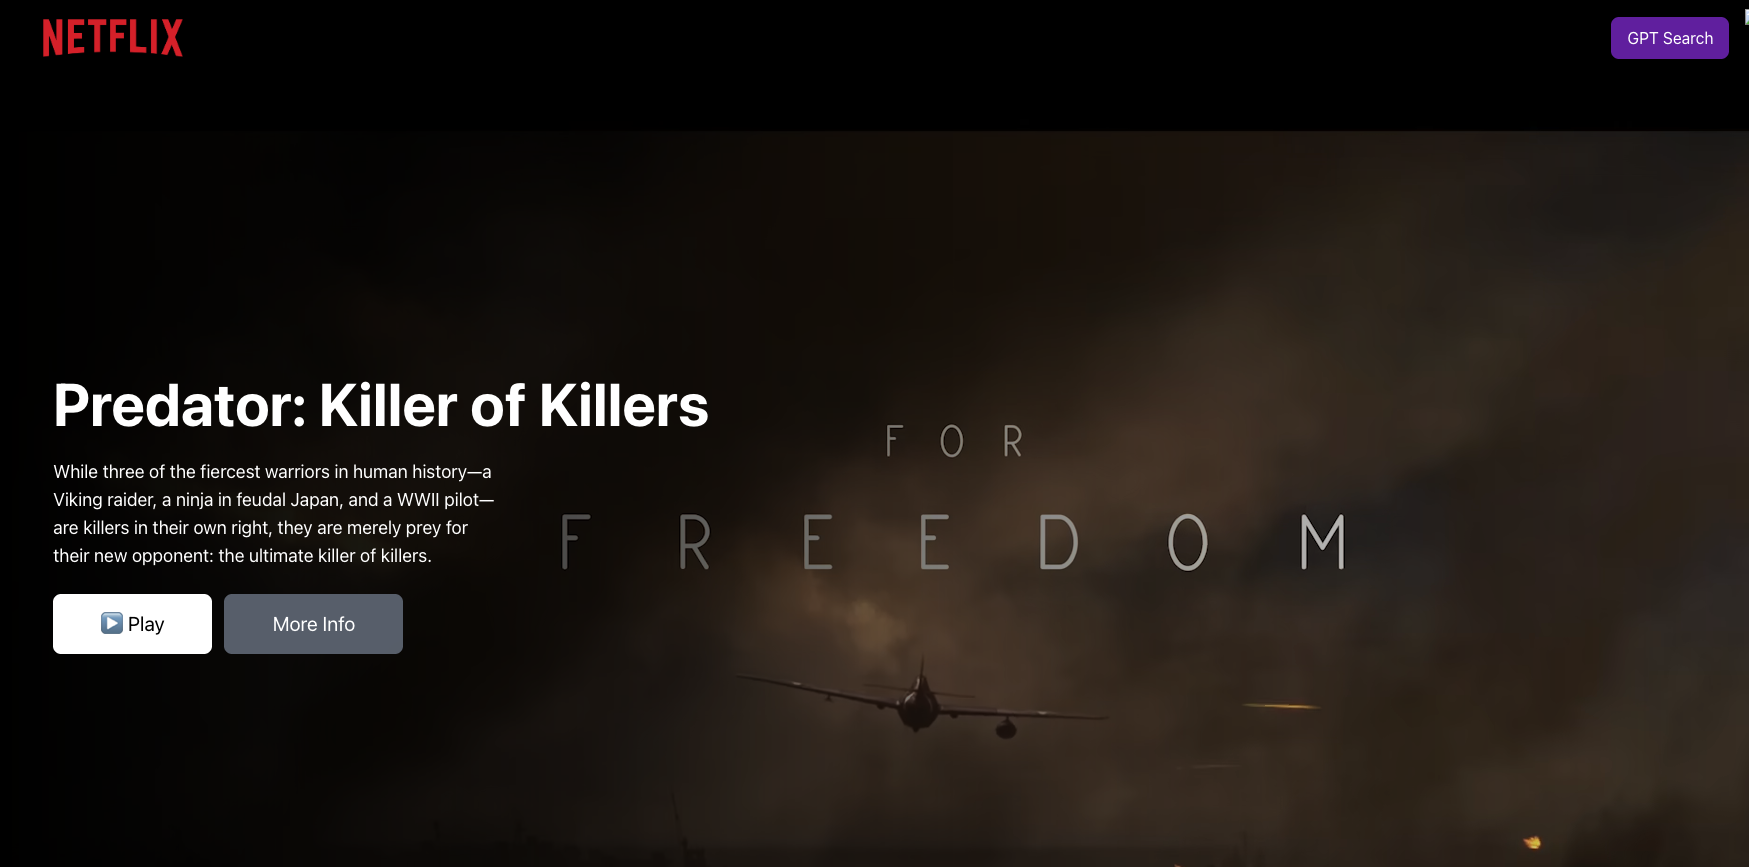 NETFLIX
GPT Search
Predator: Killer of Killers
While three of the fiercest warriors in human history—a
Viking raider, a ninja in feudal Japan, and a WWII pilot—
are killers in their own right, they are merely prey for
their new opponent: the ultimate killer of killers.
Play
More Info
FOR
FREEDOM